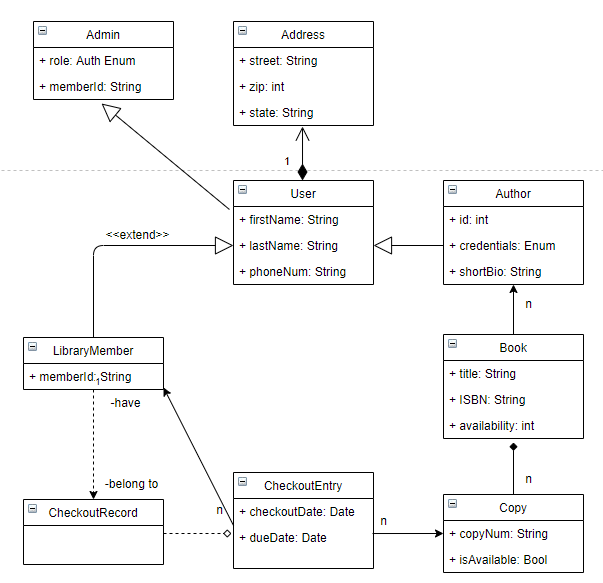 Admin
+ role: Auth Enum
+ memberId: String
Address
+ street: String
+ zip: int
+ state: String
1
User
+ firstName: String
+ lastName: String
+ phoneNum: String
Author
+ id: int
+ credentials: Enum
+ shortBio: String
<<extend>>
n
LibraryMember
+ memberId: String
1
-have
Book
+ title: String
+ ISBN: String
+ availability: int
n
-belong to
CheckoutRecord
n
CheckoutEntry
+ checkoutDate: Date
+ dueDate: Date
n
Copy
+ copyNum: String
+ isAvailable: Bool